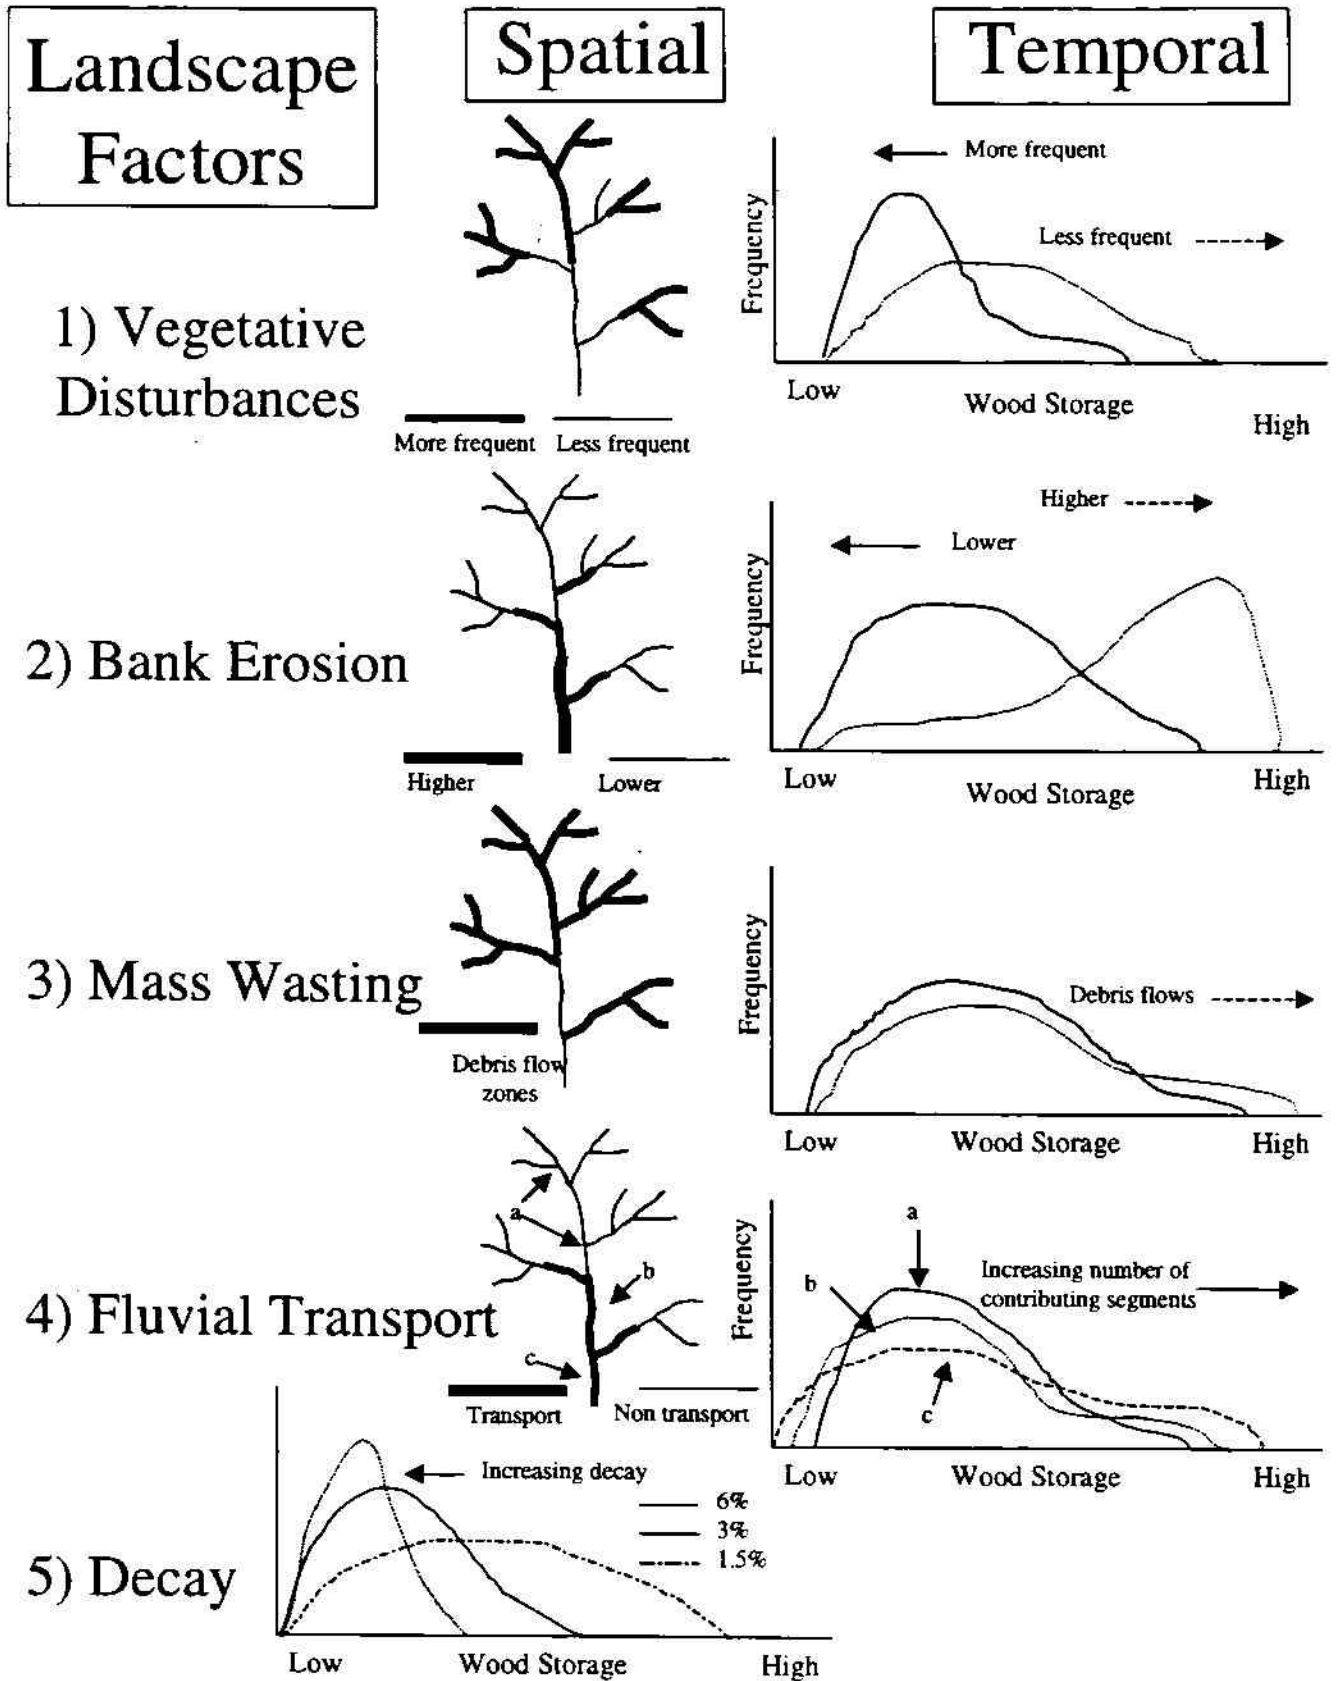 Landscape
Factors
Spatial
Temporal
1) Vegetative
Disturbances
More frequent
Less frequent
Frequency
More frequent
Less frequent
Low
Wood Storage
High
2) Bank Erosion
Higher
Lower
Frequency
Higher
Lower
Low
Wood Storage
High
3) Mass Wasting
Debris flow
zones
Frequency
Debris flows
Low
Wood Storage
High
4) Fluvial Transport
a
b
c
Transport
Non transport
Frequency
a
b
c
Increasing number of
contributing segments
Low
Wood Storage
High
5) Decay
Increasing decay
6%
3%
1.5%
Low
Wood Storage
High